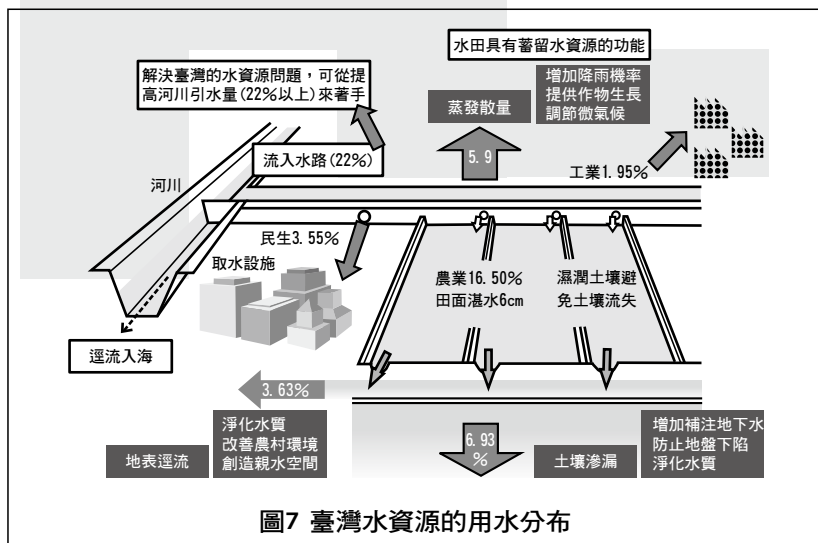 水田具有蓄留水資源的功能
解決臺灣的水資源問題，可從提
高河川引水量(22%以上)來著手
蒸發散量
增加降雨機率
提供作物生長
調節微氣候
流入水路(22%)
5.9
工業1.95%
河川
民生3.55%
取水設施
農業16.50%
田面湛水6cm
濕潤土壤避
免土壤流失
逕流入海
3.63%
地表逕流
淨化水質
改善農村環境
創造親水空間
6.93
%
土壤滲漏
增加補注地下水
防止地盤下陷
淨化水質
圖7 臺灣水資源的用水分布